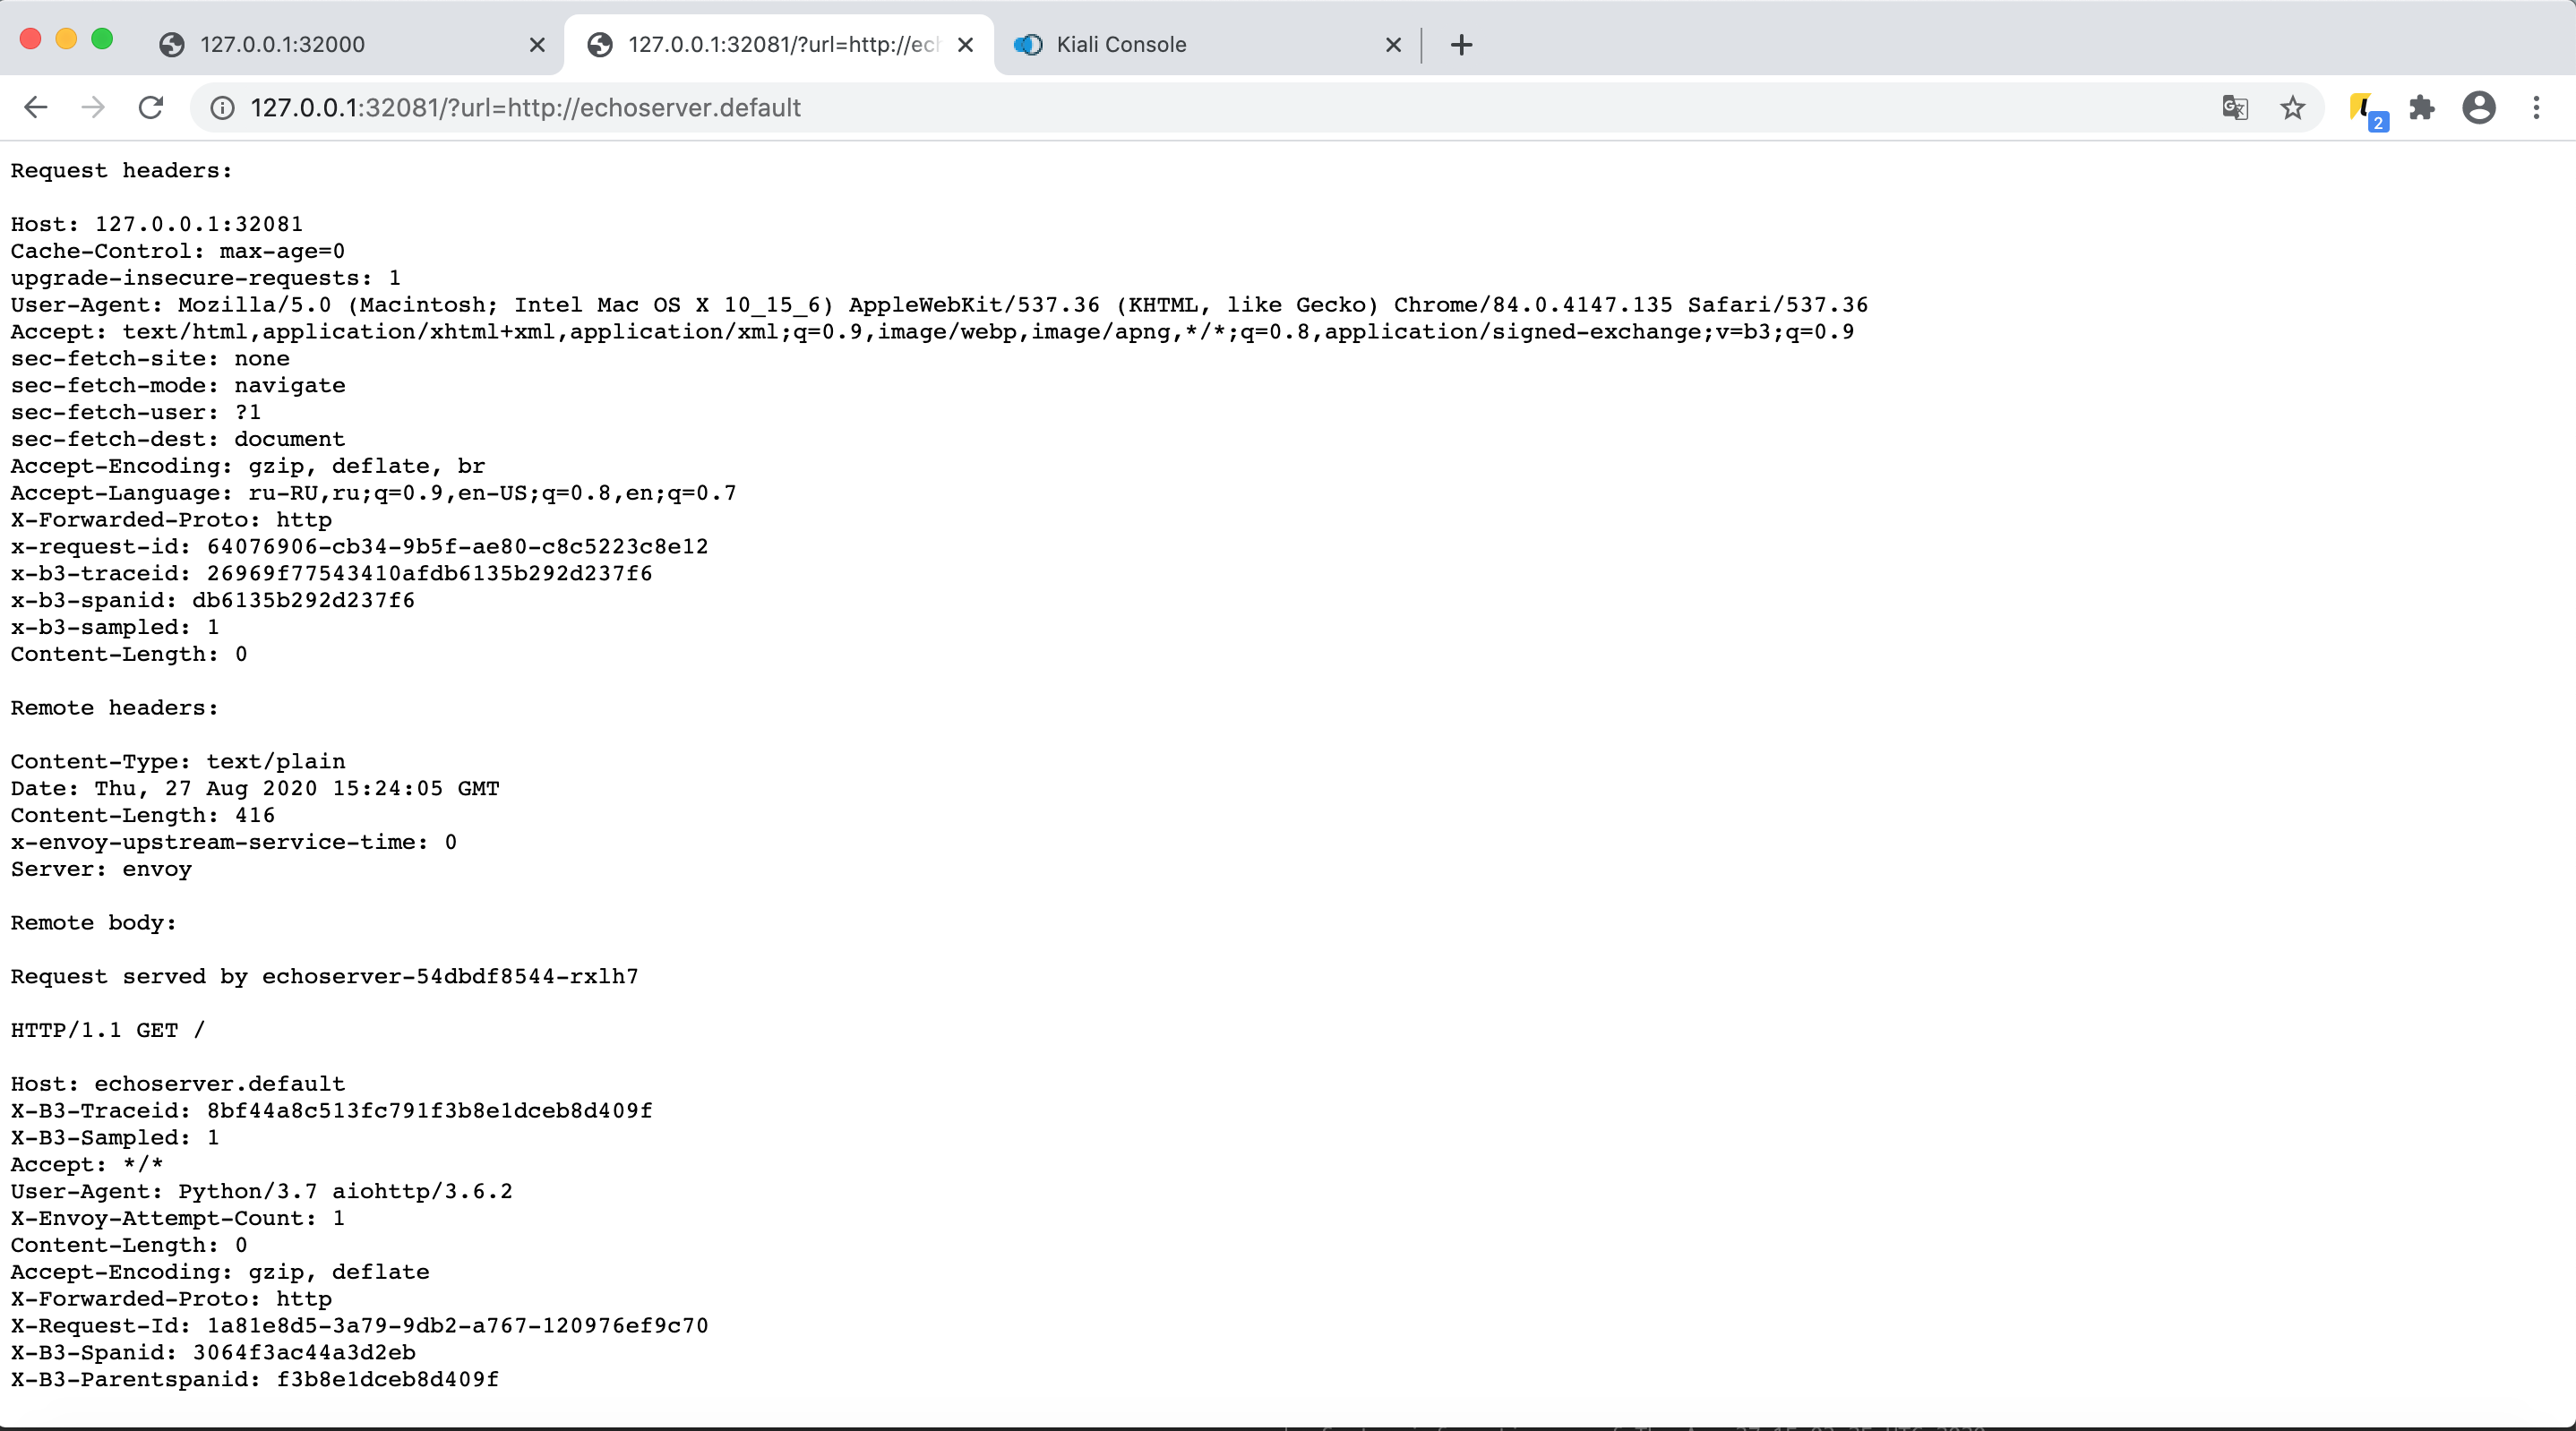 127.0.0.1:32000
127.0.0.1:32081/?url=http://ech
Kiali Console
127.0.0.1:32081/?url=http://echoserver.default
2
Request headers:
Host: 127.0.0.1:32081
Cache-Control: max-age=0
upgrade-insecure-requests: 1
User-Agent: Mozilla/5.0 (Macintosh; Intel Mac OS X 10_15_6) AppleWebKit/537.36 (KHTML, like Gecko) Chrome/84.0.4147.135 Safari/537.36
Accept: text/html,application/xhtml+xml,application/xml;q=0.9,image/webp,image/apng,*/*;q=0.8,application/signed-exchange;v=b3;q=0.9
sec-fetch-site: none
sec-fetch-mode: navigate
sec-fetch-user: ?1
sec-fetch-dest: document
Accept-Encoding: gzip, deflate, br
Accept-Language: ru-RU,ru;q=0.9,en-US;q=0.8,en;q=0.7
X-Forwarded-Proto: http
x-request-id: 64076906-cb34-9b5f-ae80-c8c5223c8e12
x-b3-traceid: 26969f77543410afdb6135b292d237f6
x-b3-spanid: db6135b292d237f6
x-b3-sampled: 1
Content-Length: 0
Remote headers:
Content-Type: text/plain
Date: Thu, 27 Aug 2020 15:24:05 GMT
Content-Length: 416
x-envoy-upstream-service-time: 0
Server: envoy
Remote body:
Request served by echoserver-54dbdf8544-rxlh7
HTTP/1.1 GET /
Host: echoserver.default
X-B3-Traceid: 8bf44a8c513fc791f3b8e1dceb8d409f
X-B3-Sampled: 1
Accept: */*
User-Agent: Python/3.7 aiohttp/3.6.2
X-Envoy-Attempt-Count: 1
Content-Length: 0
Accept-Encoding: gzip, deflate
X-Forwarded-Proto: http
X-Request-Id: 1a81e8d5-3a79-9db2-a767-120976ef9c70
X-B3-Spanid: 3064f3ac44a3d2eb
X-B3-Parentspanid: f3b8e1dceb8d409f